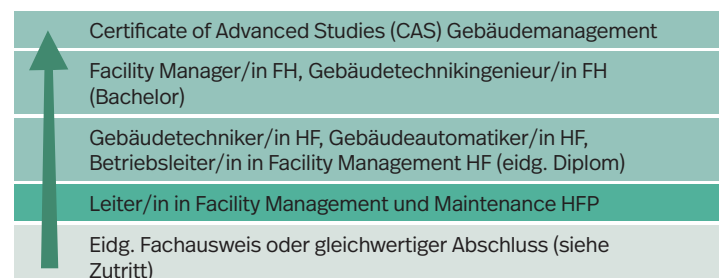 Certificate of Advanced Studies (CAS) Gebäudemanagement
Facility Manager/in FH, Gebäudetechnikingenieur/in FH
(Bachelor)
Gebäudetechniker/in HF, Gebäudeautomatiker/in HF,
Betriebsleiter/in in Facility Management HF (eidg. Diplom)
Leiter/in in Facility Management und Maintenance HFP
Eidg. Fachausweis oder gleichwertiger Abschluss (siehe
Zutritt)